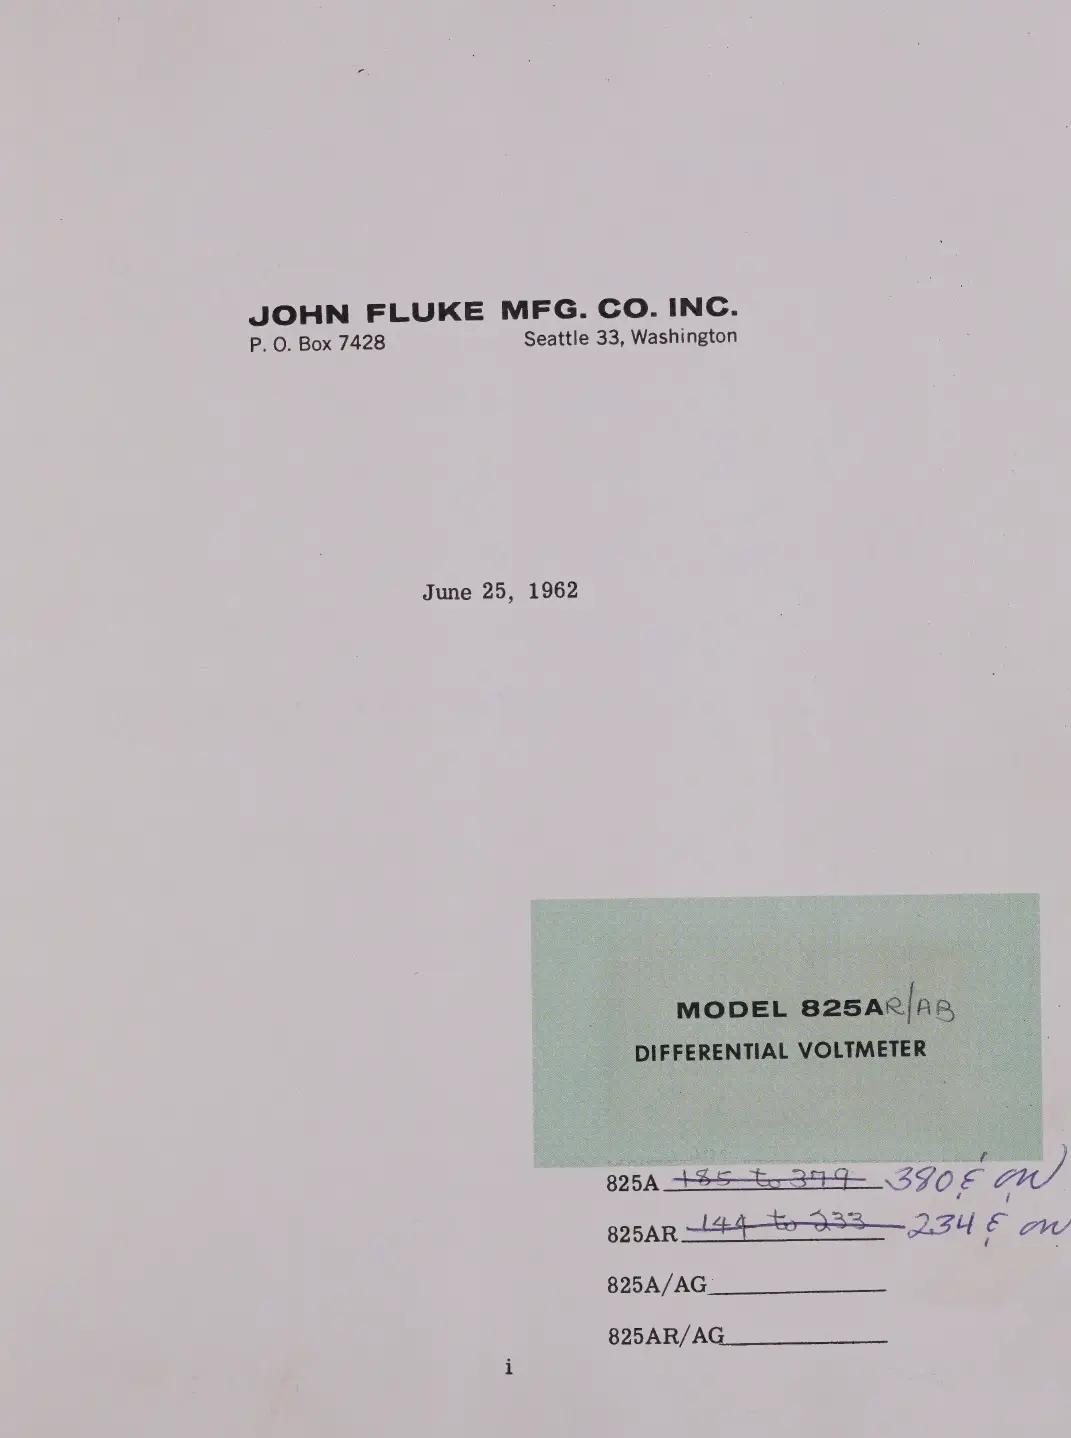 JOHN FLUKE MFG. CO. INC.
P. O. Box 7428 Seattle 33, Washington
June 25, 1962
MODEL 825AR/AB
DIFFERENTIAL VOLTMETER
825A 185 to 379 380 & on
825AR 144 to 233 234 & on
825A/AG
825AR/AG
i